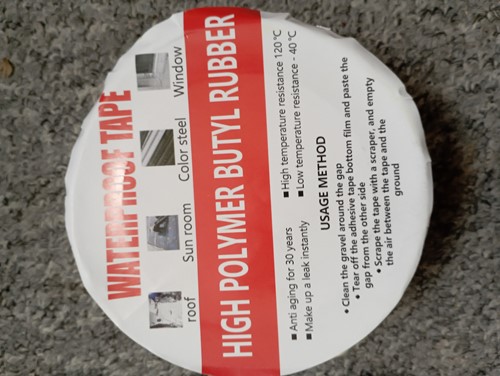 WATERPROOF TAPE
roof Sun room Color steel Window
HIGH POLYMER BUTYL RUBBER
■ Anti aging for 30 years ■ High temperature resistance 120 °C
■ Make up a leak instantly ■ Low temperature resistance - 40 °C
USAGE METHOD
• Clean the gravel around the gap
• Tear off the adhesive tape bottom film and paste the
gap from the other side
• Scrape the tape with a scraper, and empty
the air between the tape and the
ground